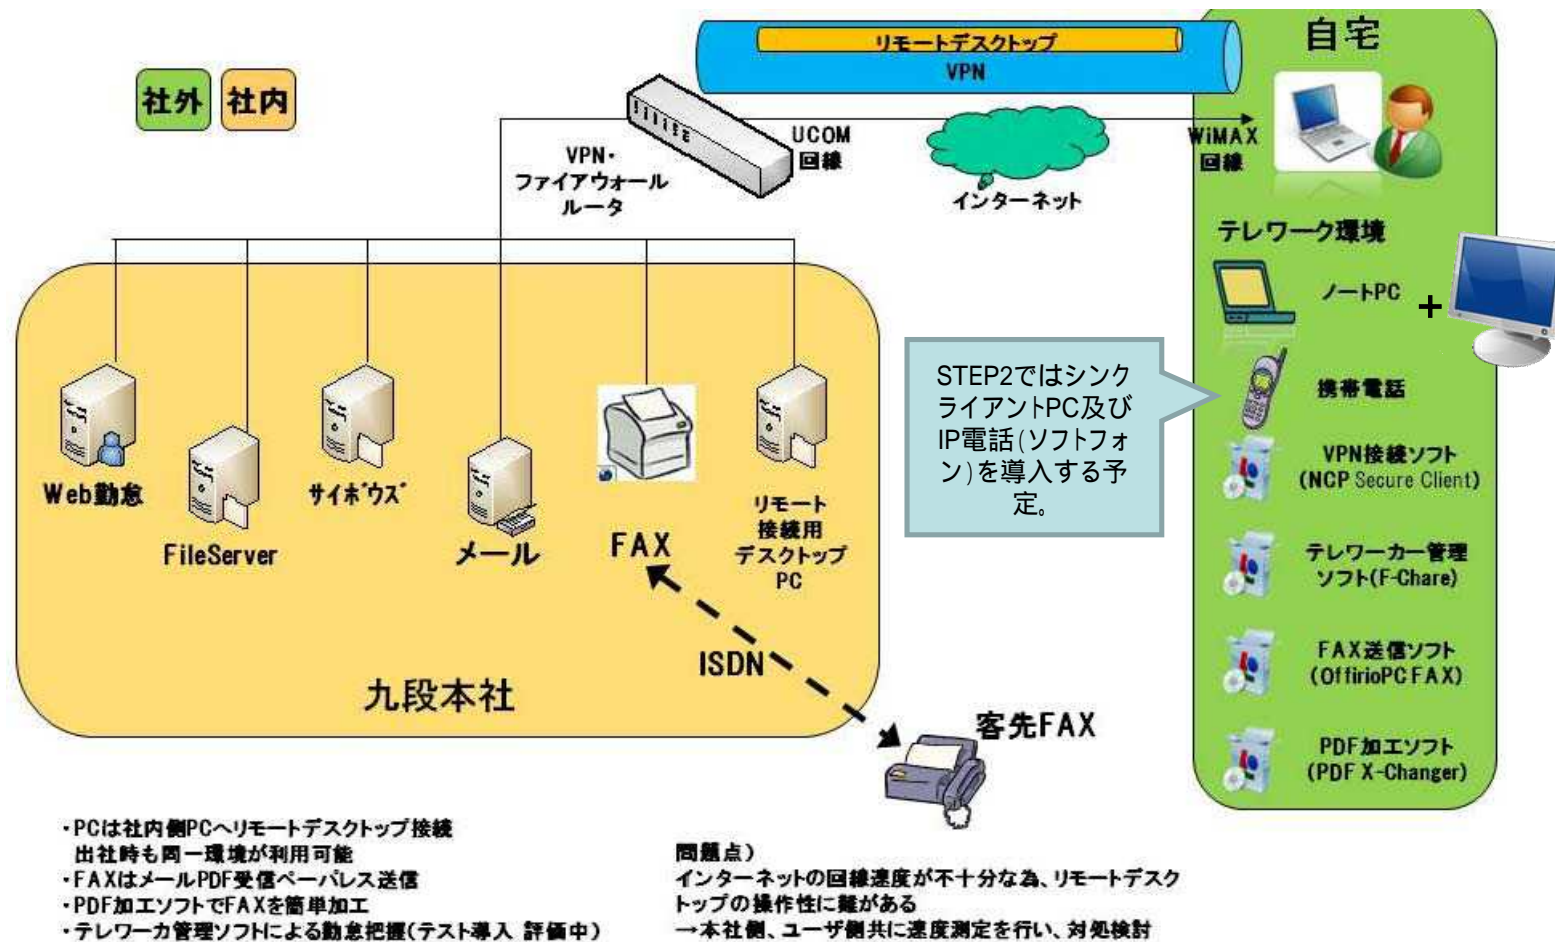 リモートデスクトップ
VPN
自宅
社外
社内
UCOM
回線
VPN・
ファイアウォール
ルータ
インターネット
WiMAX
回線
テレワーク環境
ノートPC
+
携帯電話
STEP2ではシンク
ライアントPC及び
IP電話(ソフトフォ
ン)を導入する予
定。
VPN接続ソフト
(NCP Secure Client)
テレワーカー管理
ソフト(F-Chare)
FAX送信ソフト
(OffirioPC FAX)
PDF加工ソフト
(PDF X-Changer)
Web勤怠
FileServer
サイボウズ
メール
FAX
リモート
接続用
デスクトップ
PC
ISDN
九段本社
客先FAX
・PCは社内側PCへリモートデスクトップ接続
出社時も同一環境が利用可能
・FAXはメールPDF受信ペーパレス送信
・PDF加工ソフトでFAXを簡単加工
・テレワーカ管理ソフトによる勤怠把握(テスト導入 評価中)
問題点)
インターネットの回線速度が不十分な為、リモートデスク
トップの操作性に難がある
→本社側、ユーザ側共に速度測定を行い、対処検討